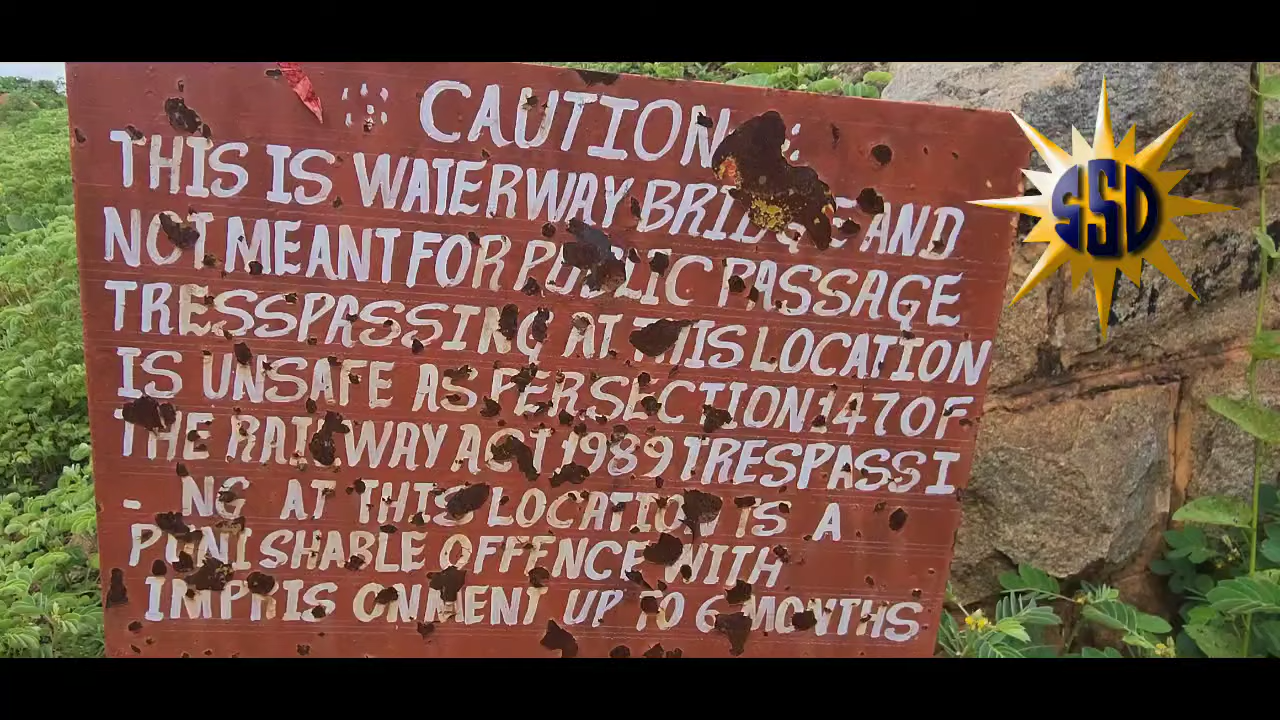 : CAUTION :
THIS IS WATERWAY BRIDGE AND
NOT MEANT FOR PUBLIC PASSAGE
TRESSPASSING AT THIS LOCATION
IS UNSAFE AS PERSECTION 147 OF
THE RAILWAY ACT 1989 TRESPASSI
- NG AT THIS LOCATION IS A
PUNISHABLE OFFENCE WITH
IMPRISONMENT UP TO 6 MONTHS
SSD